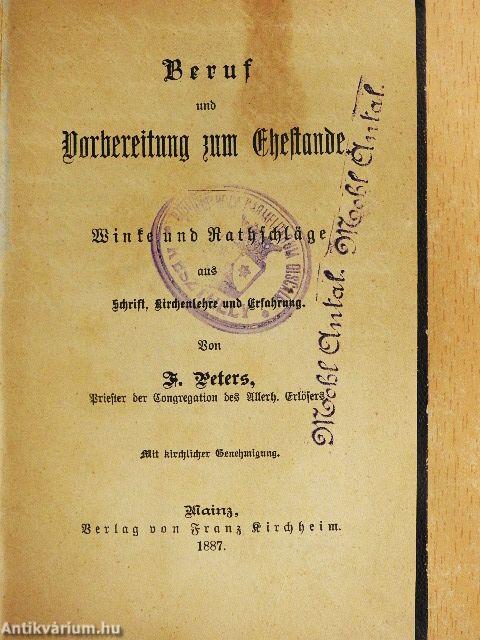 Beruf
und
Vorbereitung zum Ehestande.
Winke und Rathschläge
aus
Schrift, Kirchenlehre und Erfahrung.
Von
F. Peters,
Priester der Congregation des Allerh. Erlösers
Mit kirchlicher Genehmigung.
Mainz,
Verlag von Franz Kirchheim.
1887.
Mohl Antal. Mohl Antal.
Antikvárium.hu